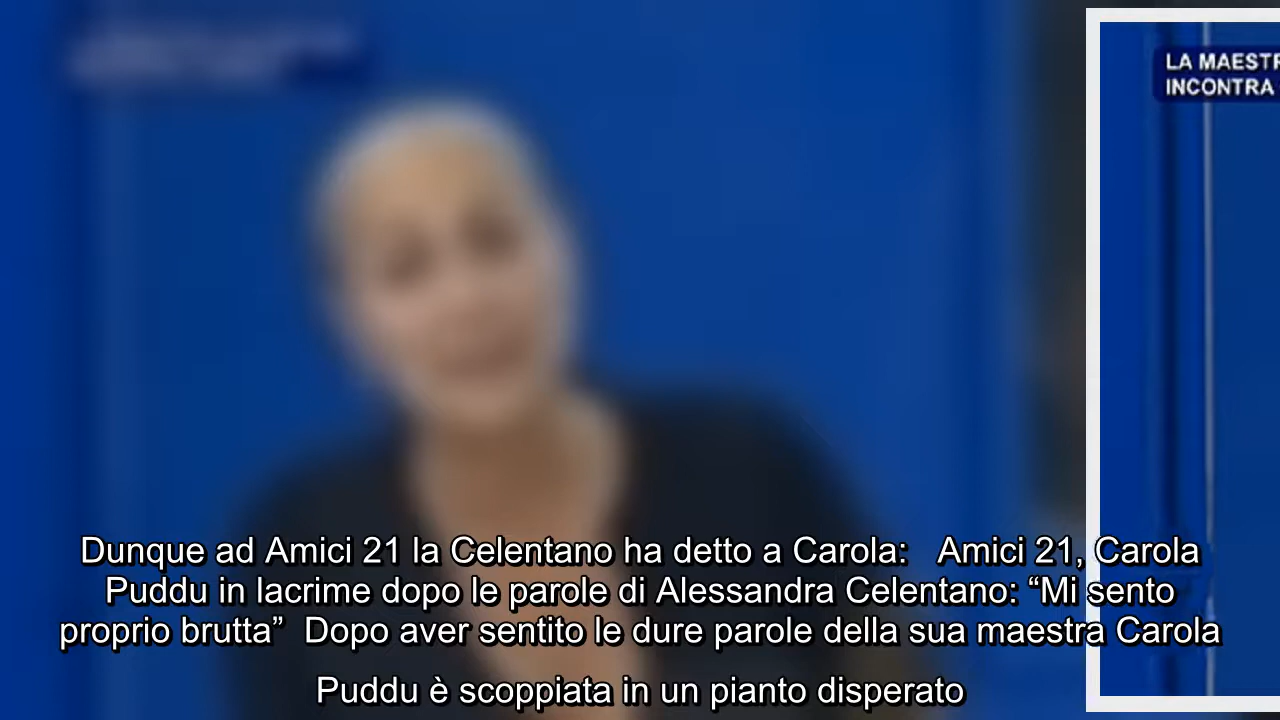 LA MAESTR
INCONTRA
Dunque ad Amici 21 la Celentano ha detto a Carola:   Amici 21, Carola
Puddu in lacrime dopo le parole di Alessandra Celentano: “Mi sento
proprio brutta”  Dopo aver sentito le dure parole della sua maestra Carola
Puddu è scoppiata in un pianto disperato